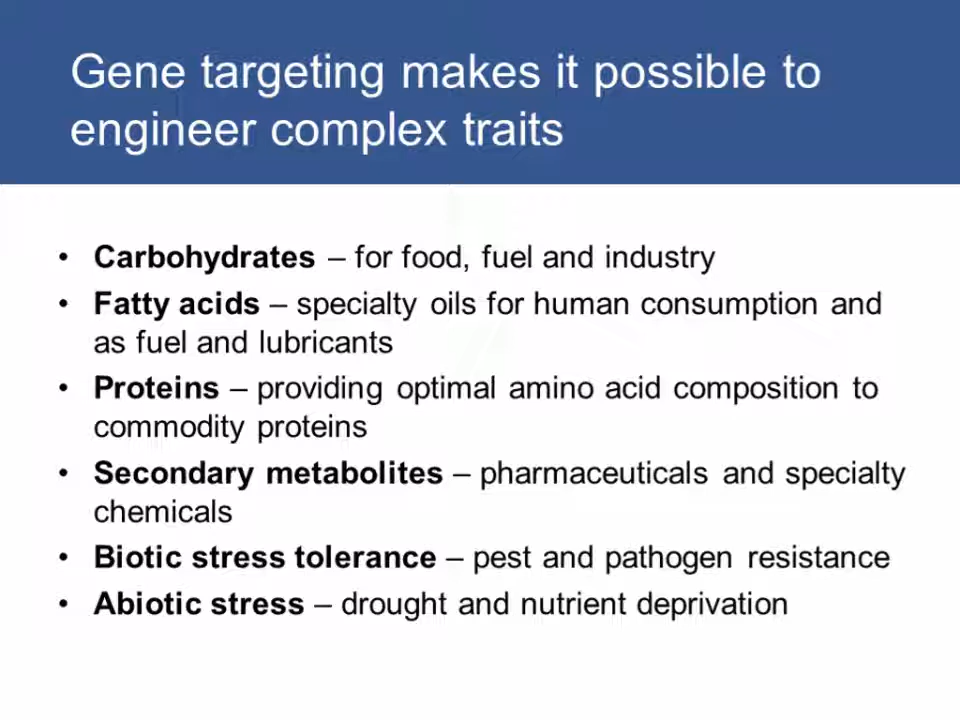 Gene targeting makes it possible to
engineer complex traits
• Carbohydrates – for food, fuel and industry
• Fatty acids – specialty oils for human consumption and
as fuel and lubricants
• Proteins – providing optimal amino acid composition to
commodity proteins
• Secondary metabolites – pharmaceuticals and specialty
chemicals
• Biotic stress tolerance – pest and pathogen resistance
• Abiotic stress – drought and nutrient deprivation